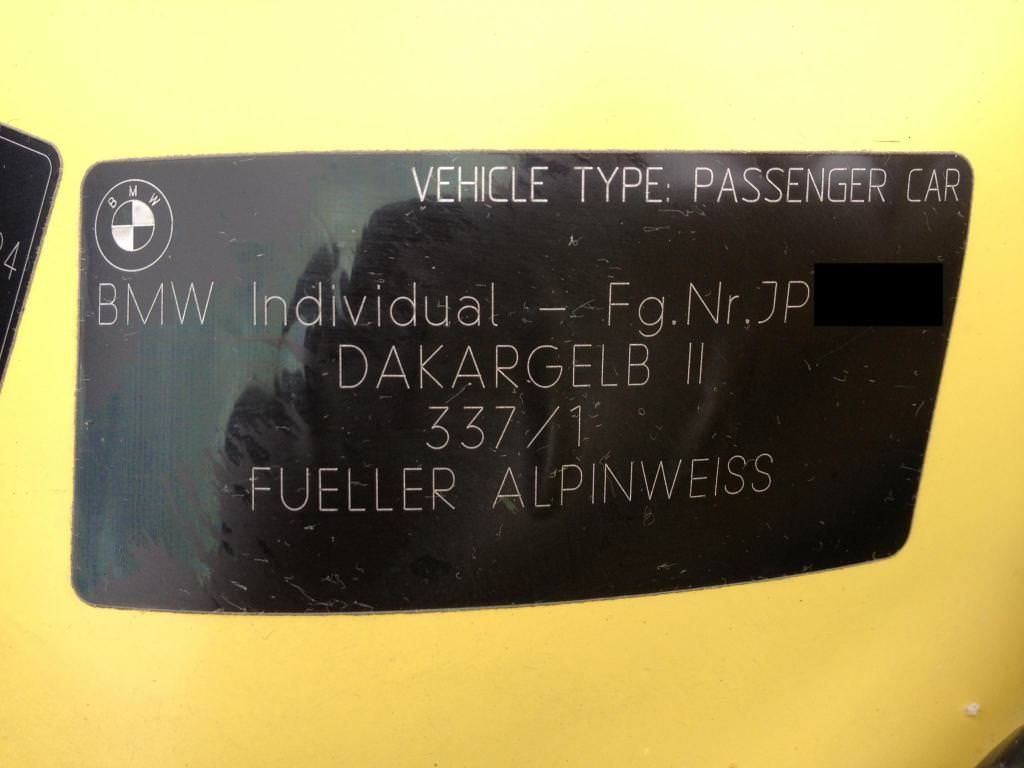 VEHICLE TYPE: PASSENGER CAR
BMW
BMW Individual – Fg.Nr.JP
DAKARGELB II
337/1
FUELLER ALPINWEISS